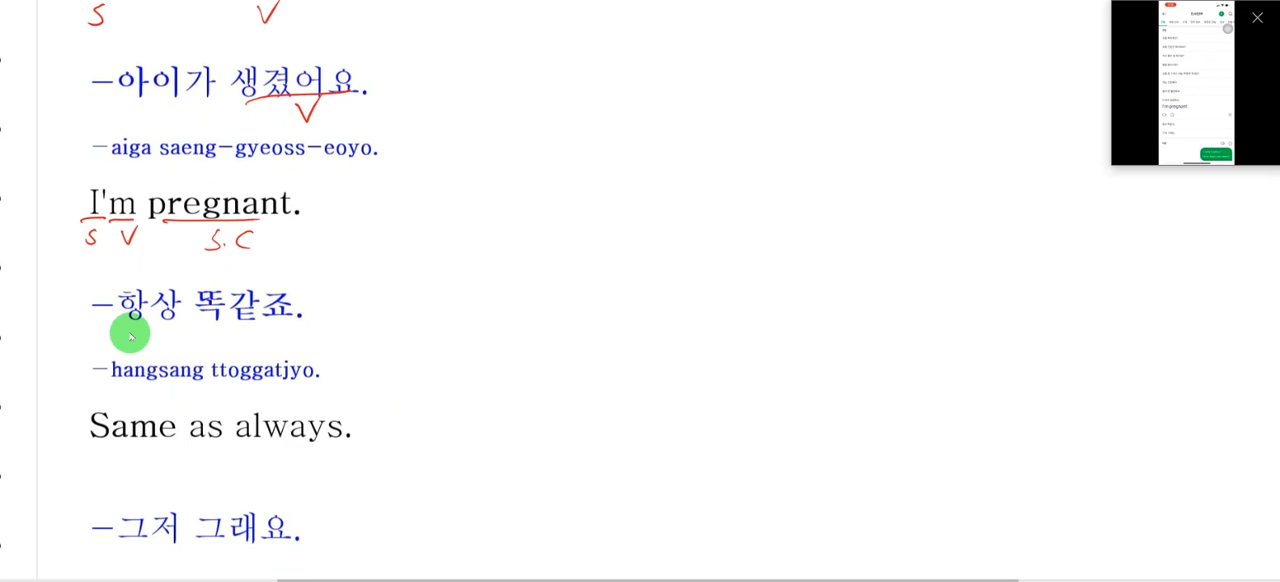 S V
–아이가 생겼어요.
V
–aiga saeng–gyeoss–eoyo.
I'm pregnant.
S V S.C
–항상 똑같죠.
–hangsang ttoggatjyo.
Same as always.
–그저 그래요.
I'm pregnant